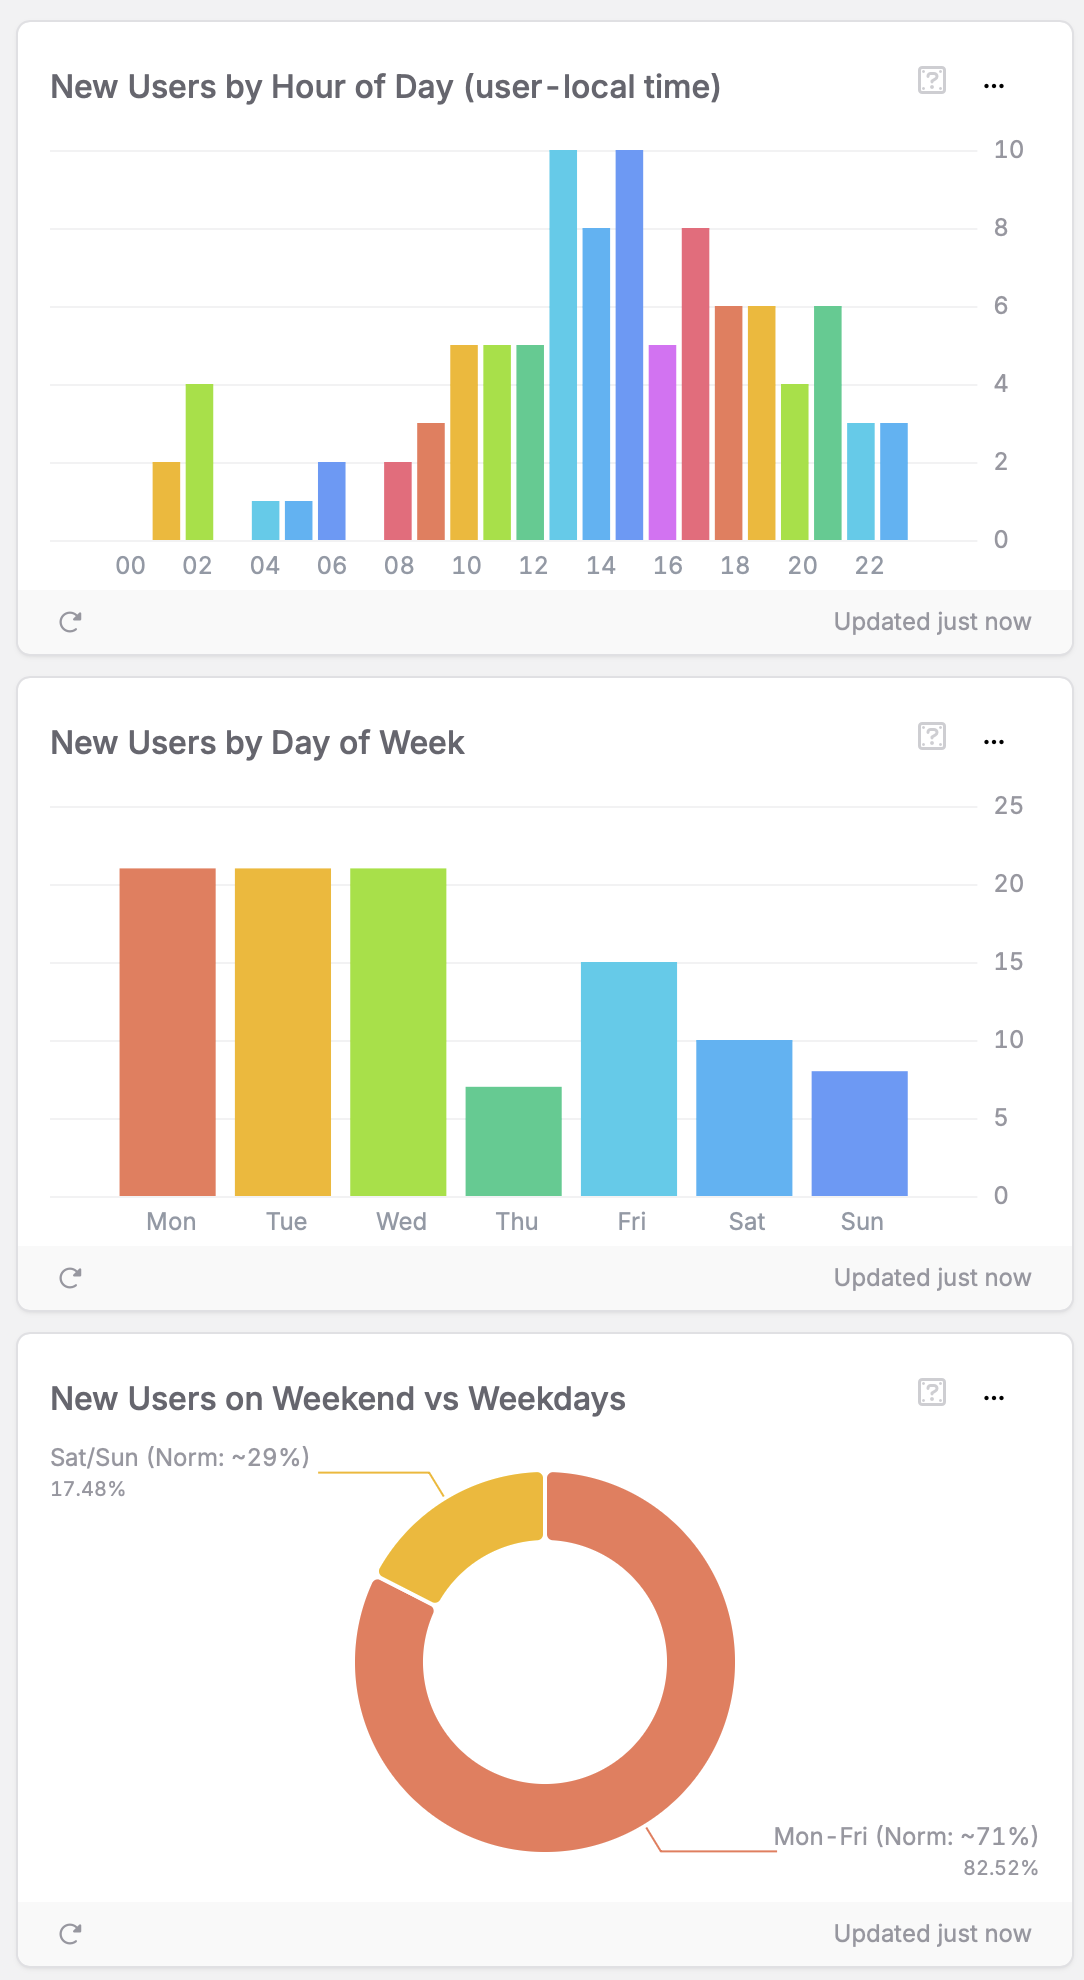 New Users by Hour of Day (user-local time)
...
10
8
6
4
2
0
00 02 04 06 08 10 12 14 16 18 20 22
Updated just now
New Users by Day of Week
...
25
20
15
10
5
0
Mon Tue Wed Thu Fri Sat Sun
Updated just now
New Users on Weekend vs Weekdays
...
Sat/Sun (Norm: ~29%)
17.48%
Mon-Fri (Norm: ~71%)
82.52%
Updated just now